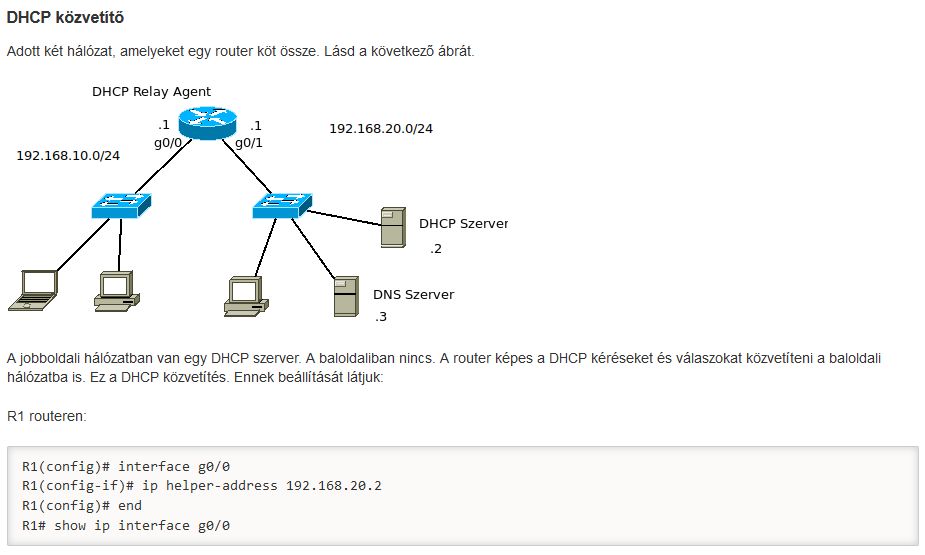 DHCP közvetítő
Adott két hálózat, amelyeket egy router köt össze. Lásd a következő ábrát.
DHCP Relay Agent
.1
.1
192.168.20.0/24
g0/0
g0/1
192.168.10.0/24
DHCP Szerver
.2
DNS Szerver
.3
A jobboldali hálózatban van egy DHCP szerver. A baloldaliban nincs. A router képes a DHCP kéréseket és válaszokat közvetíteni a baloldali
hálózatba is. Ez a DHCP közvetítés. Ennek beállítását látjuk:
R1 routeren:
R1(config)# interface g0/0
R1(config-if)# ip helper-address 192.168.20.2
R1(config)# end
R1# show ip interface g0/0